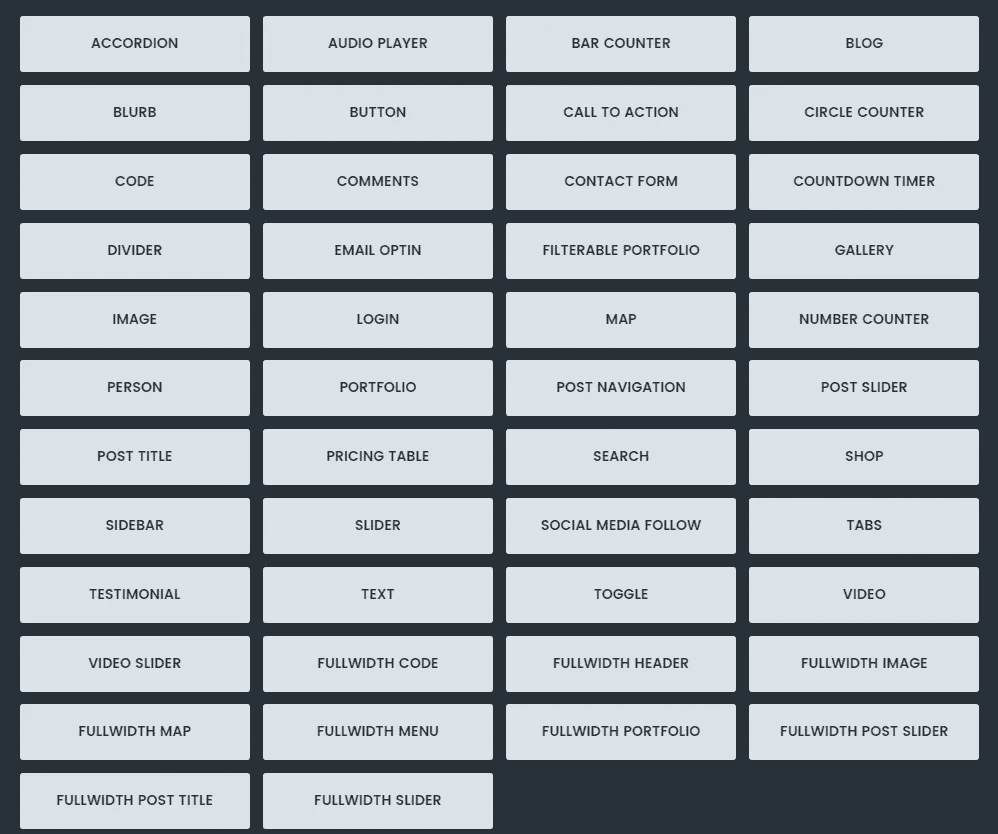 ACCORDION
AUDIO PLAYER
BAR COUNTER
BLOG
BLURB
BUTTON
CALL TO ACTION
CIRCLE COUNTER
CODE
COMMENTS
CONTACT FORM
COUNTDOWN TIMER
DIVIDER
EMAIL OPTIN
FILTERABLE PORTFOLIO
GALLERY
IMAGE
LOGIN
MAP
NUMBER COUNTER
PERSON
PORTFOLIO
POST NAVIGATION
POST SLIDER
POST TITLE
PRICING TABLE
SEARCH
SHOP
SIDEBAR
SLIDER
SOCIAL MEDIA FOLLOW
TABS
TESTIMONIAL
TEXT
TOGGLE
VIDEO
VIDEO SLIDER
FULLWIDTH CODE
FULLWIDTH HEADER
FULLWIDTH IMAGE
FULLWIDTH MAP
FULLWIDTH MENU
FULLWIDTH PORTFOLIO
FULLWIDTH POST SLIDER
FULLWIDTH POST TITLE
FULLWIDTH SLIDER